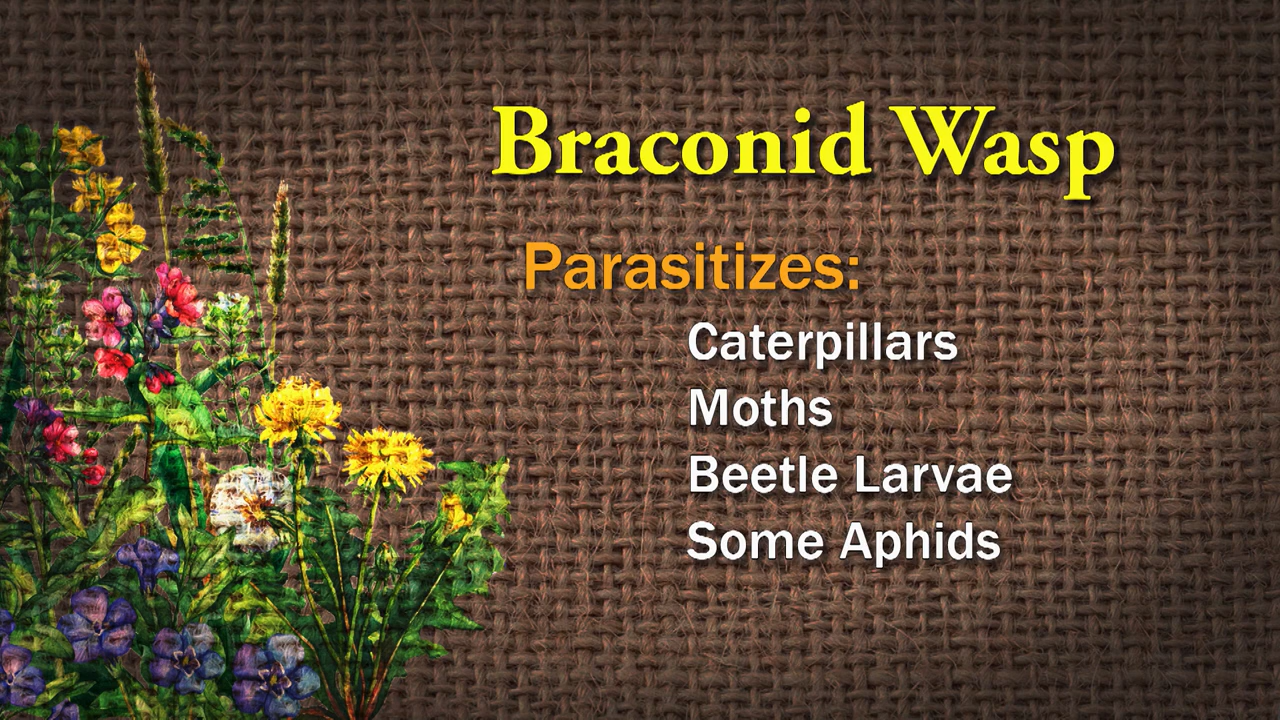 Braconid Wasp
Parasitizes:
Caterpillars
Moths
Beetle Larvae
Some Aphids